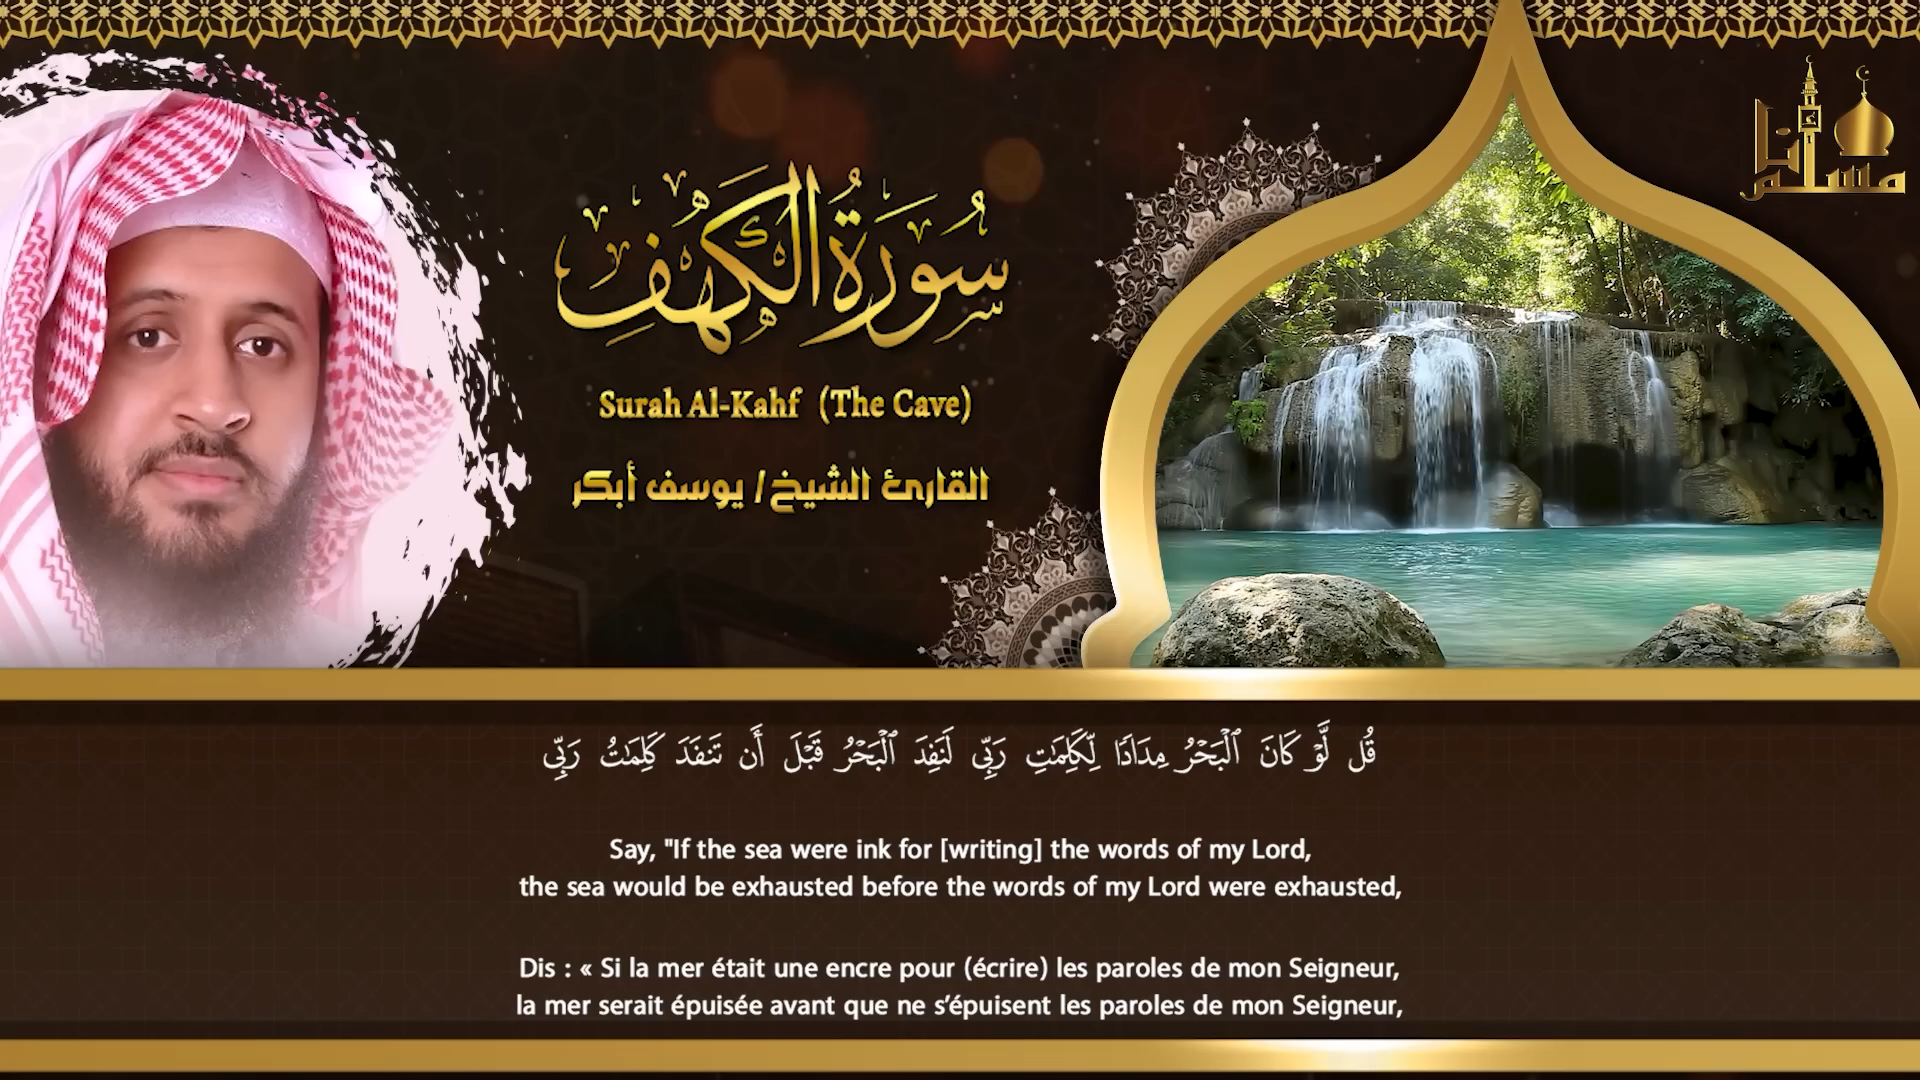 أنا مسلم
سُورَةُ الكَهْفِ
Surah Al-Kahf (The Cave)
القارئ الشيخ/ يوسف أبكر
قُل لَّوْ كَانَ ٱلْبَحْرُ مِدَادًا لِّكَلِمَٰتِ رَبِّى لَنَفِدَ ٱلْبَحْرُ قَبْلَ أَن تَنفَدَ كَلِمَٰتُ رَبِّى
Say, "If the sea were ink for [writing] the words of my Lord,
the sea would be exhausted before the words of my Lord were exhausted,
Dis : « Si la mer était une encre pour (écrire) les paroles de mon Seigneur,
la mer serait épuisée avant que ne s’épuisent les paroles de mon Seigneur,